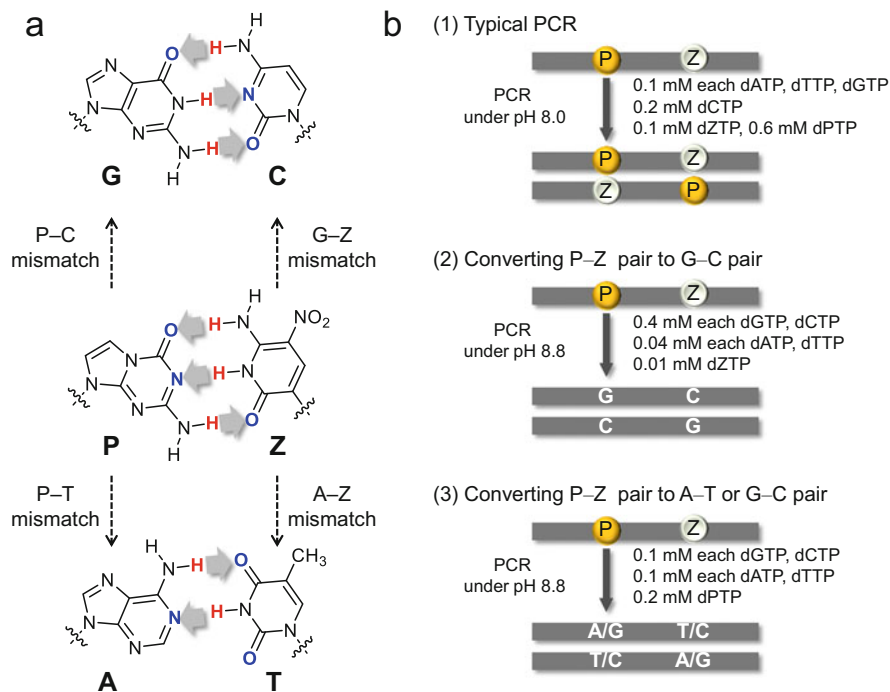 a
O
H
H
N
N
N
H
N
N
N
N
H
O
N
N
H
H
G
C
P–C
mismatch
G–Z
mismatch
H
O
H
N
NO2
N
N
H
N
N
N
H
O
H
P
Z
P–T
mismatch
A–Z
mismatch
H
N
H
O
CH3
N
N
H
N
N
N
N
O
A
T
b
(1) Typical PCR
P
Z
PCR
under pH 8.0
0.1 mM each dATP, dTTP, dGTP
0.2 mM dCTP
0.1 mM dZTP, 0.6 mM dPTP
P
Z
Z
P
(2) Converting P–Z pair to G–C pair
P
Z
PCR
under pH 8.8
0.4 mM each dGTP, dCTP
0.04 mM each dATP, dTTP
0.01 mM dZTP
G
C
C
G
(3) Converting P–Z pair to A–T or G–C pair
P
Z
PCR
under pH 8.8
0.1 mM each dGTP, dCTP
0.1 mM each dATP, dTTP
0.2 mM dPTP
A/G
T/C
T/C
A/G